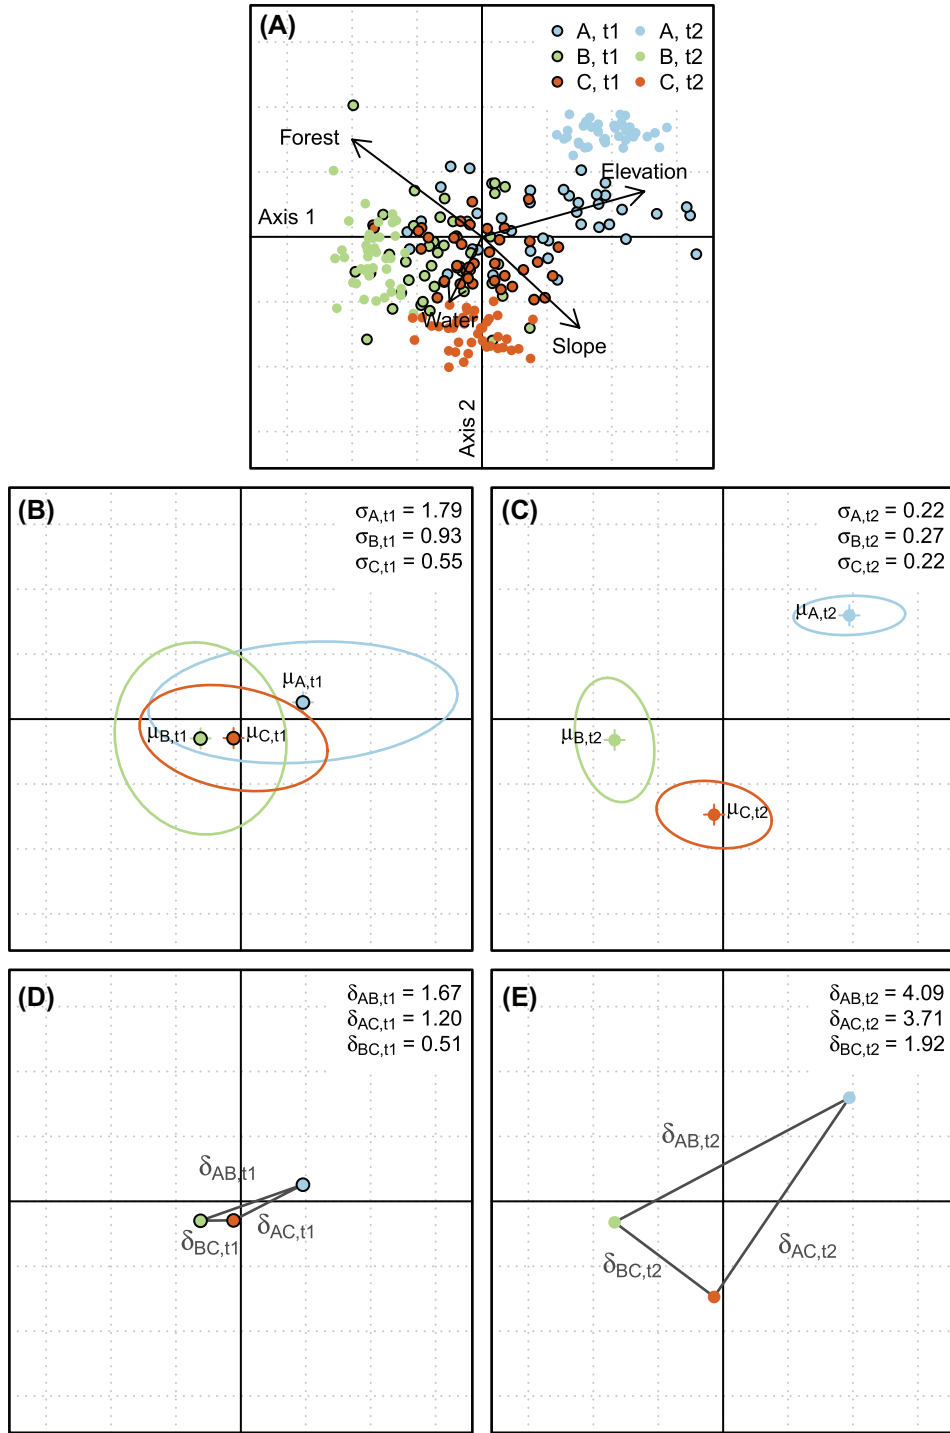 (A)
A, t1 A, t2
B, t1 B, t2
C, t1 C, t2
Forest
Elevation
Axis 1
Water
Slope
Axis 2
(B)
σA,t1 = 1.79
σB,t1 = 0.93
σC,t1 = 0.55
μA,t1
μB,t1
μC,t1
(C)
σA,t2 = 0.22
σB,t2 = 0.27
σC,t2 = 0.22
μA,t2
μB,t2
μC,t2
(D)
δAB,t1 = 1.67
δAC,t1 = 1.20
δBC,t1 = 0.51
δAB,t1
δAC,t1
δBC,t1
(E)
δAB,t2 = 4.09
δAC,t2 = 3.71
δBC,t2 = 1.92
δAB,t2
δAC,t2
δBC,t2